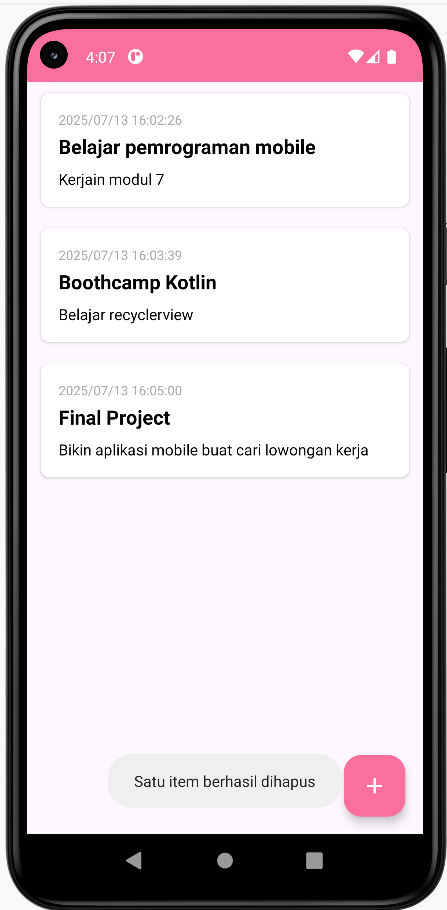 4:07
2025/07/13 16:02:26
Belajar pemrograman mobile
Kerjain modul 7
2025/07/13 16:03:39
Boothcamp Kotlin
Belajar recyclerview
2025/07/13 16:05:00
Final Project
Bikin aplikasi mobile buat cari lowongan kerja
Satu item berhasil dihapus
+